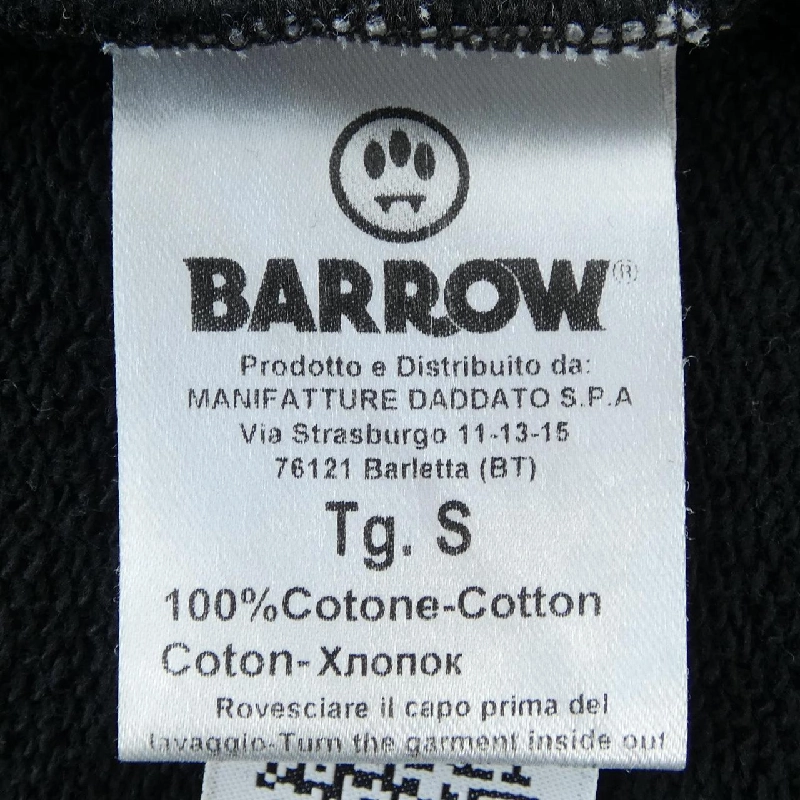 BARROW®
Prodotto e Distribuito da:
MANIFATTURE DADDATO S.P.A
Via Strasburgo 11-13-15
76121 Barletta (BT)
Tg. S
100%Cotone-Cotton
Coton-Хлопок
Rovesciare il capo prima del
lavaggio-Turn the garment inside out